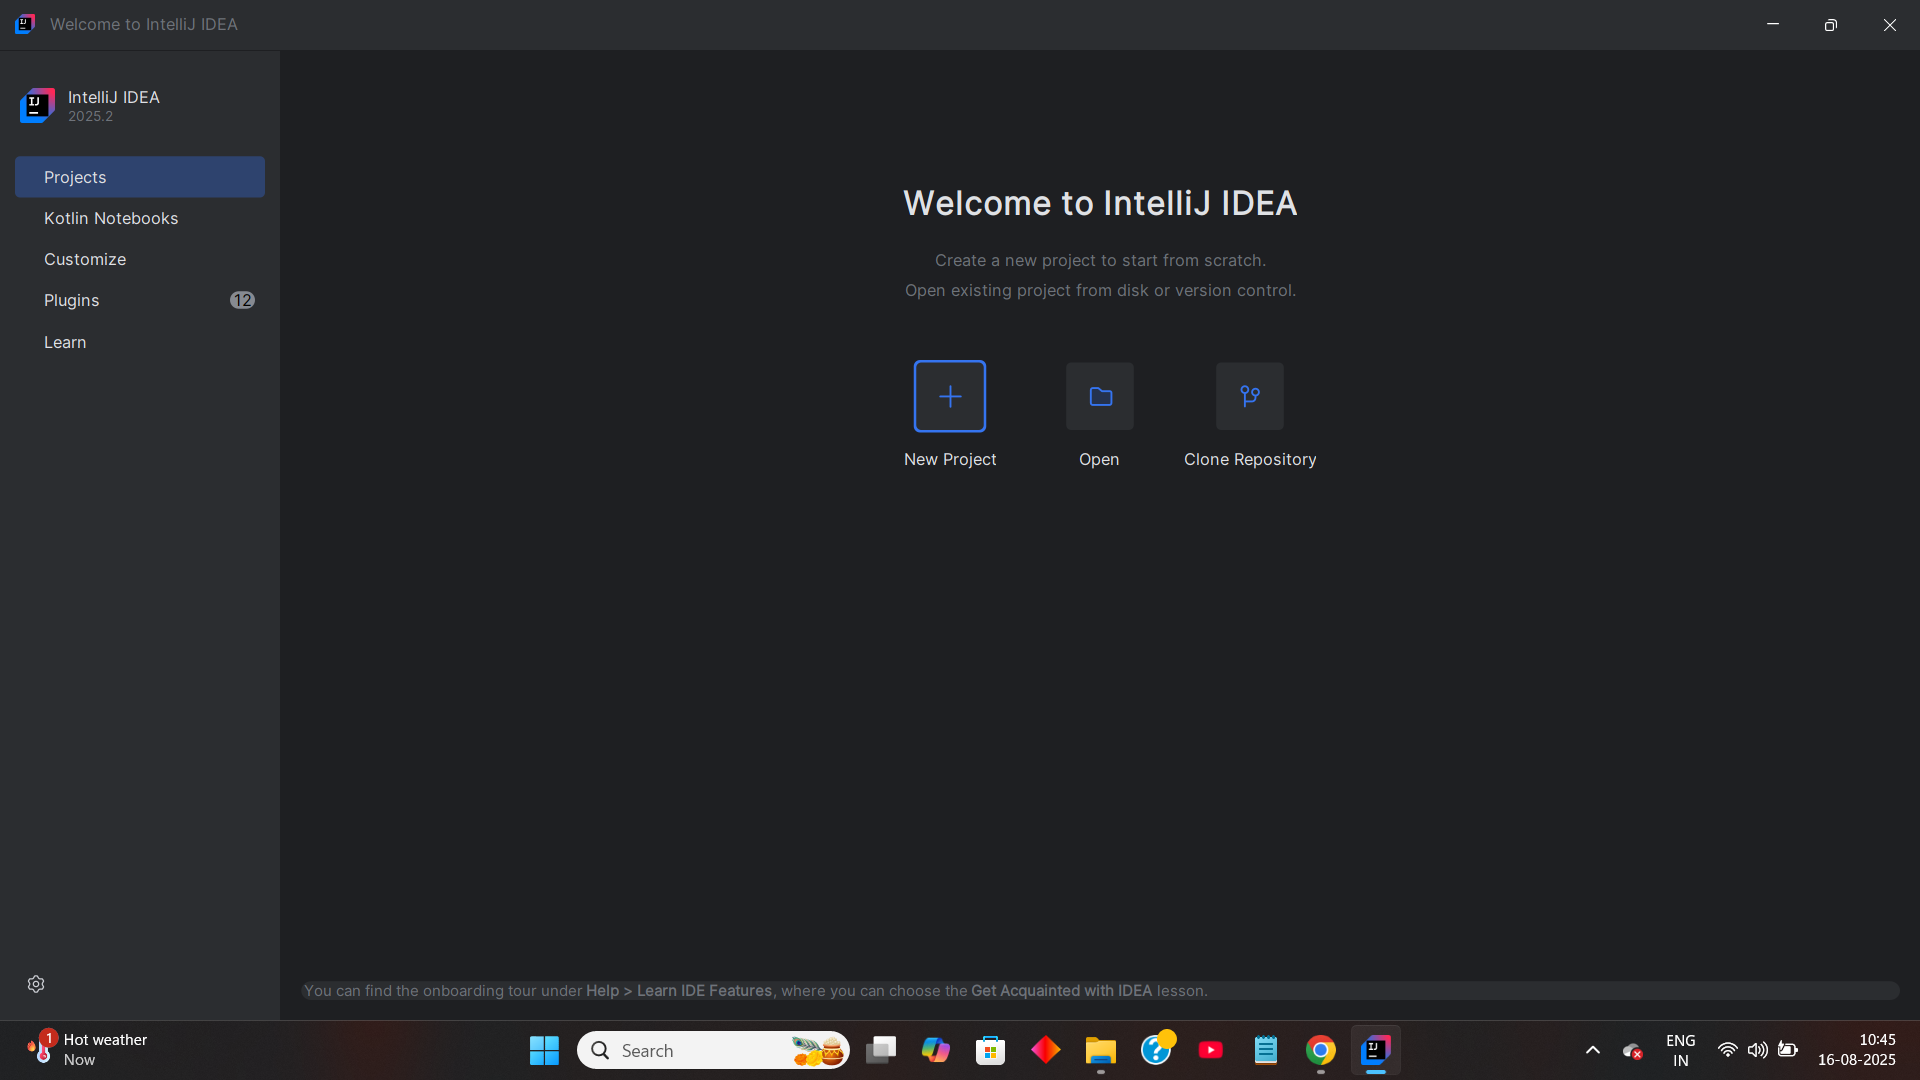 Welcome to IntelliJ IDEA
IntelliJ IDEA
2025.2
Projects
Kotlin Notebooks
Customize
Plugins 12
Learn
Welcome to IntelliJ IDEA
Create a new project to start from scratch.
Open existing project from disk or version control.
New Project Open Clone Repository
You can find the onboarding tour under Help > Learn IDE Features, where you can choose the Get Acquainted with IDEA lesson.
1
Hot weather
Now
Search
ENG
IN
10:45
16-08-2025